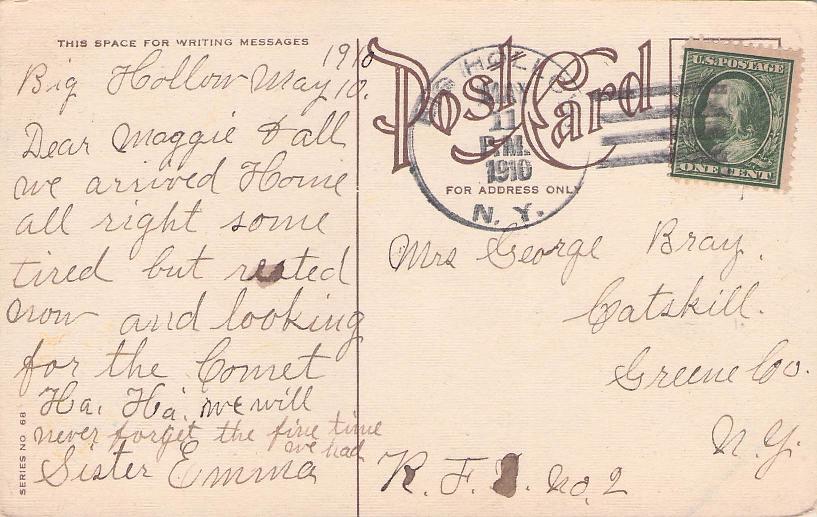 THIS SPACE FOR WRITING MESSAGES
1910
Big Hollow May 10.
Dear Maggie & all
we arrived Home
all right some
tired but rested
now and looking
for the Comet
Ha, Ha, we will
never forget the fine time
we had
Sister Emma
SERIES NO. 68
Post Card
FOR ADDRESS ONLY
BIG HOLLOW
MAY
11
P.M.
1910
N. Y.
U.S. POSTAGE
ONE CENT
Mrs George Bray.
Catskill.
Greene Co.
N.Y.
R. F. D. No, 2